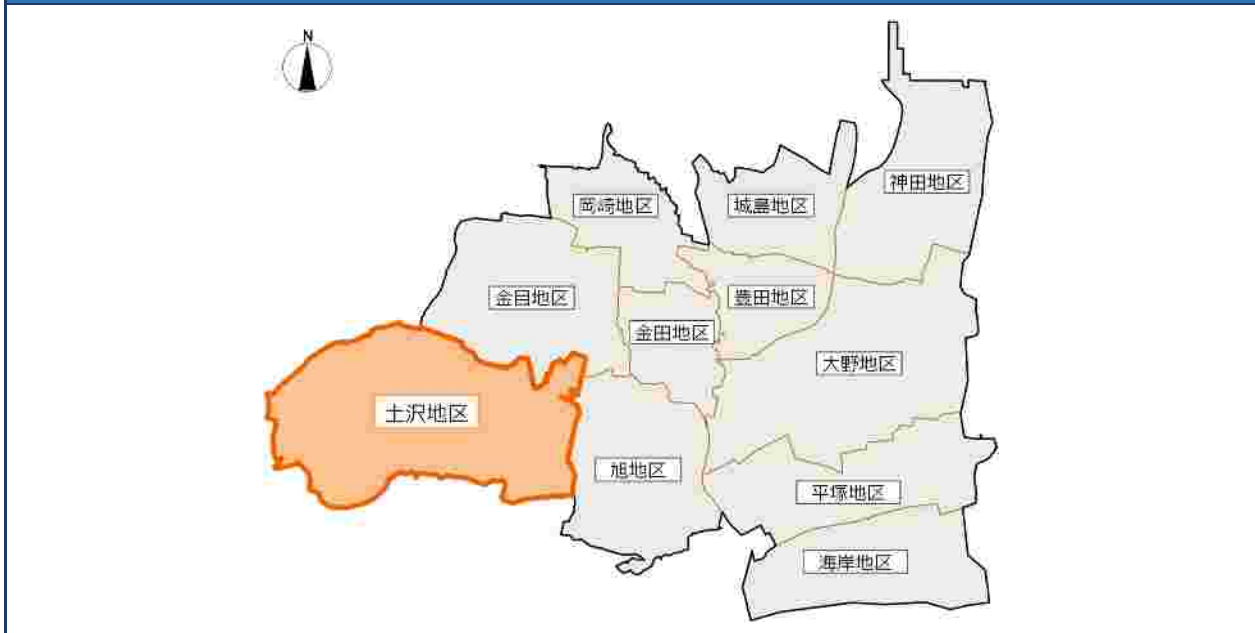 N
神田地区
岡崎地区
城島地区
金目地区
豊田地区
金田地区
大野地区
土沢地区
旭地区
平塚地区
海岸地区